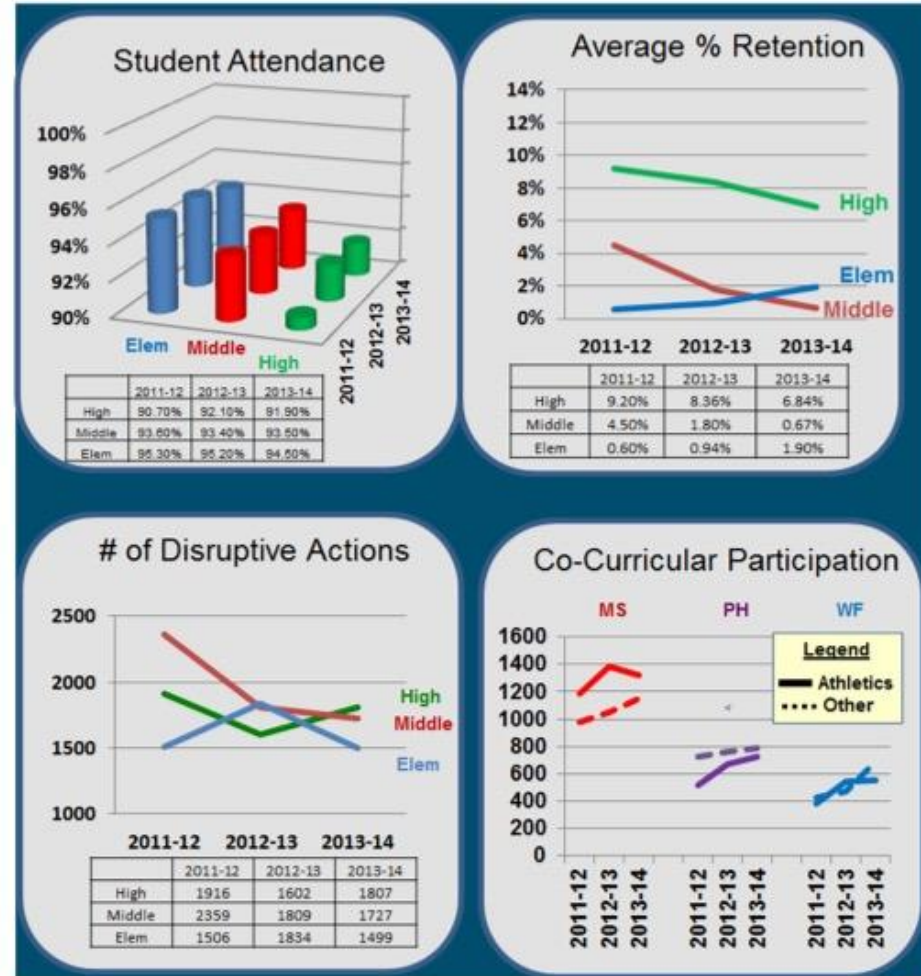 Student Attendance
100%
98%
96%
94%
92%
90%
Elem Middle High
2011-12
2012-13
2013-14
2011-12 2012-13 2013-14
High 90.70% 92.10% 91.90%
Middle 93.60% 93.40% 93.50%
Elem 95.30% 95.20% 94.50%
Average % Retention
14%
12%
10%
8%
6%
4%
2%
0%
High
Elem
Middle
2011-12 2012-13 2013-14
2011-12 2012-13 2013-14
High 9.20% 8.36% 6.84%
Middle 4.50% 1.80% 0.67%
Elem 0.60% 0.94% 1.90%
# of Disruptive Actions
2500
2000
1500
1000
High
Middle
Elem
2011-12 2012-13 2013-14
2011-12 2012-13 2013-14
High 1916 1602 1807
Middle 2359 1809 1727
Elem 1506 1834 1499
Co-Curricular Participation
MS PH WF
1600
1400
1200
1000
800
600
400
200
0
Legend
Athletics
Other
2011-12
2012-13
2013-14
2011-12
2012-13
2013-14
2011-12
2012-13
2013-14